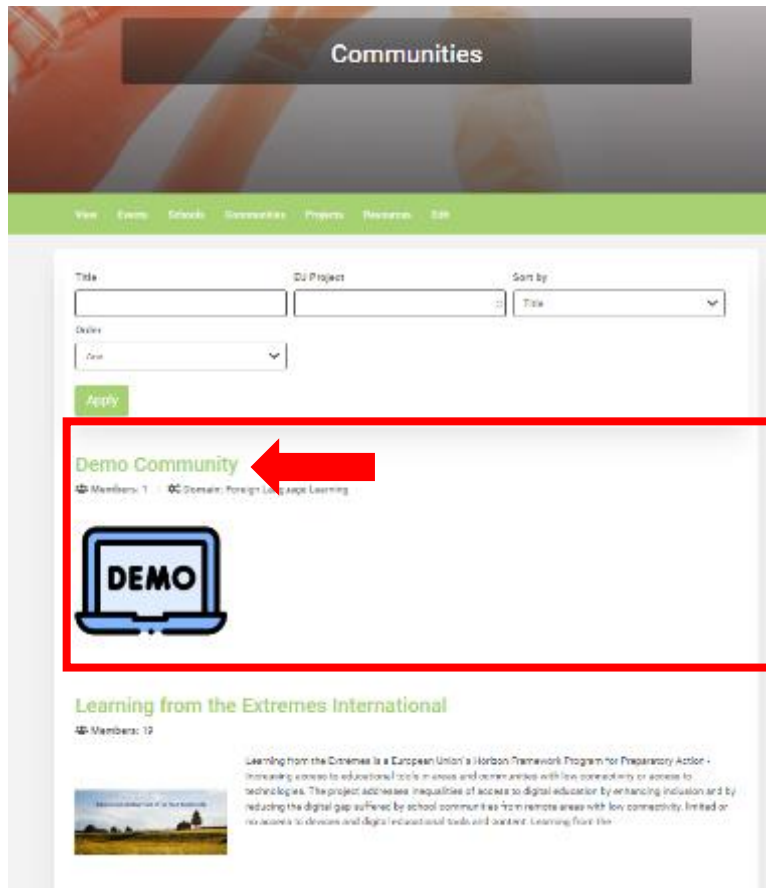 Communities
View Events Schools Communities Projects Resources Edit
Title EU Project Sort by
Title
Order
Asc
Apply
Demo Community
Members: 1 Domain: Foreign Language Learning
DEMO
Learning from the Extremes International
Members: 19
Learning from the Extremes is a European Union's Horizon Framework Program for Preparatory Action -
Increasing access to educational tools in areas and communities with low connectivity or access to
technologies. The project addresses inequalities of access to digital education by enhancing inclusion and by
reducing the digital gap suffered by school communities from remote areas with low connectivity, limited or
no access to devices and digital educational tools and content. Learning from the